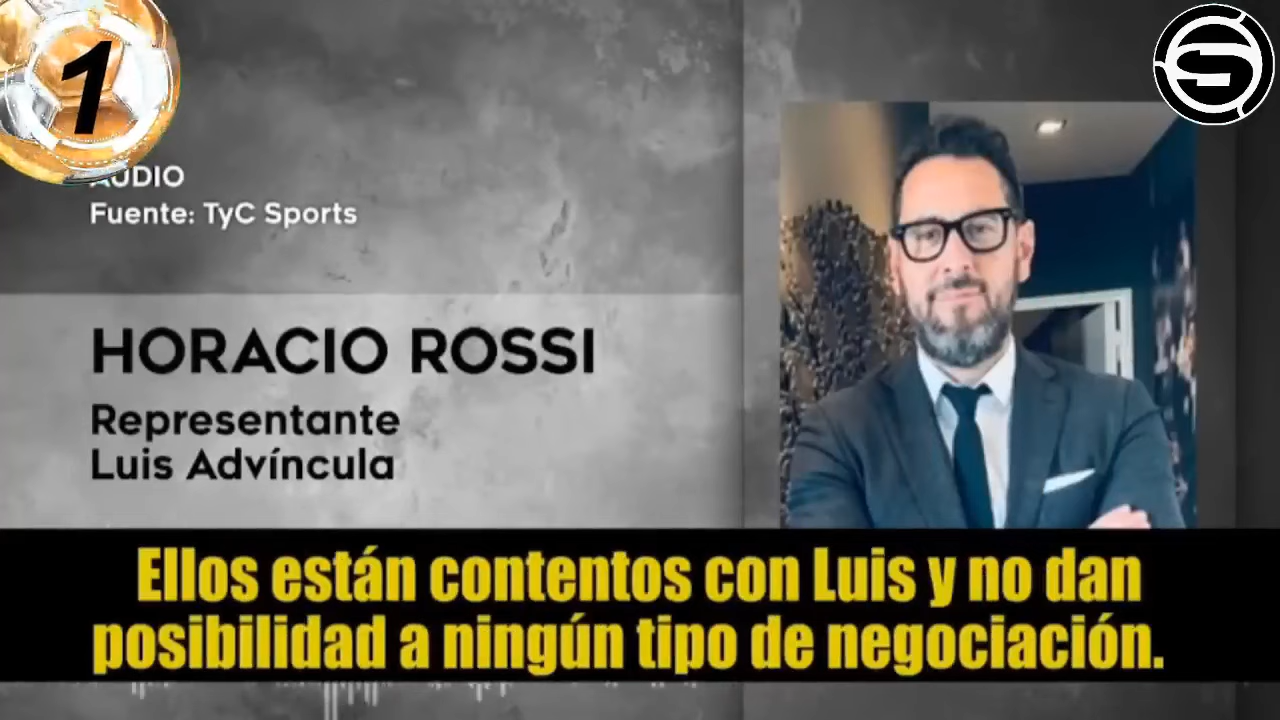 1
AUDIO
Fuente: TyC Sports
HORACIO ROSSI
Representante
Luis Advíncula
Ellos están contentos con Luis y no dan
posibilidad a ningún tipo de negociación.